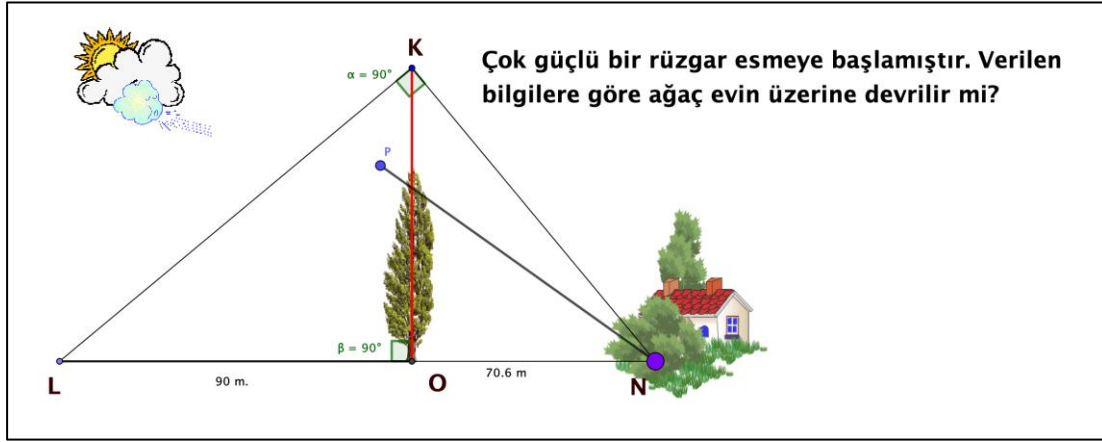 Çok güçlü bir rüzgar esmeye başlamıştır. Verilen
bilgilere göre ağaç evin üzerine devrilir mi?
K
α = 90°
P
β = 90°
L
90 m.
O
70.6 m
N